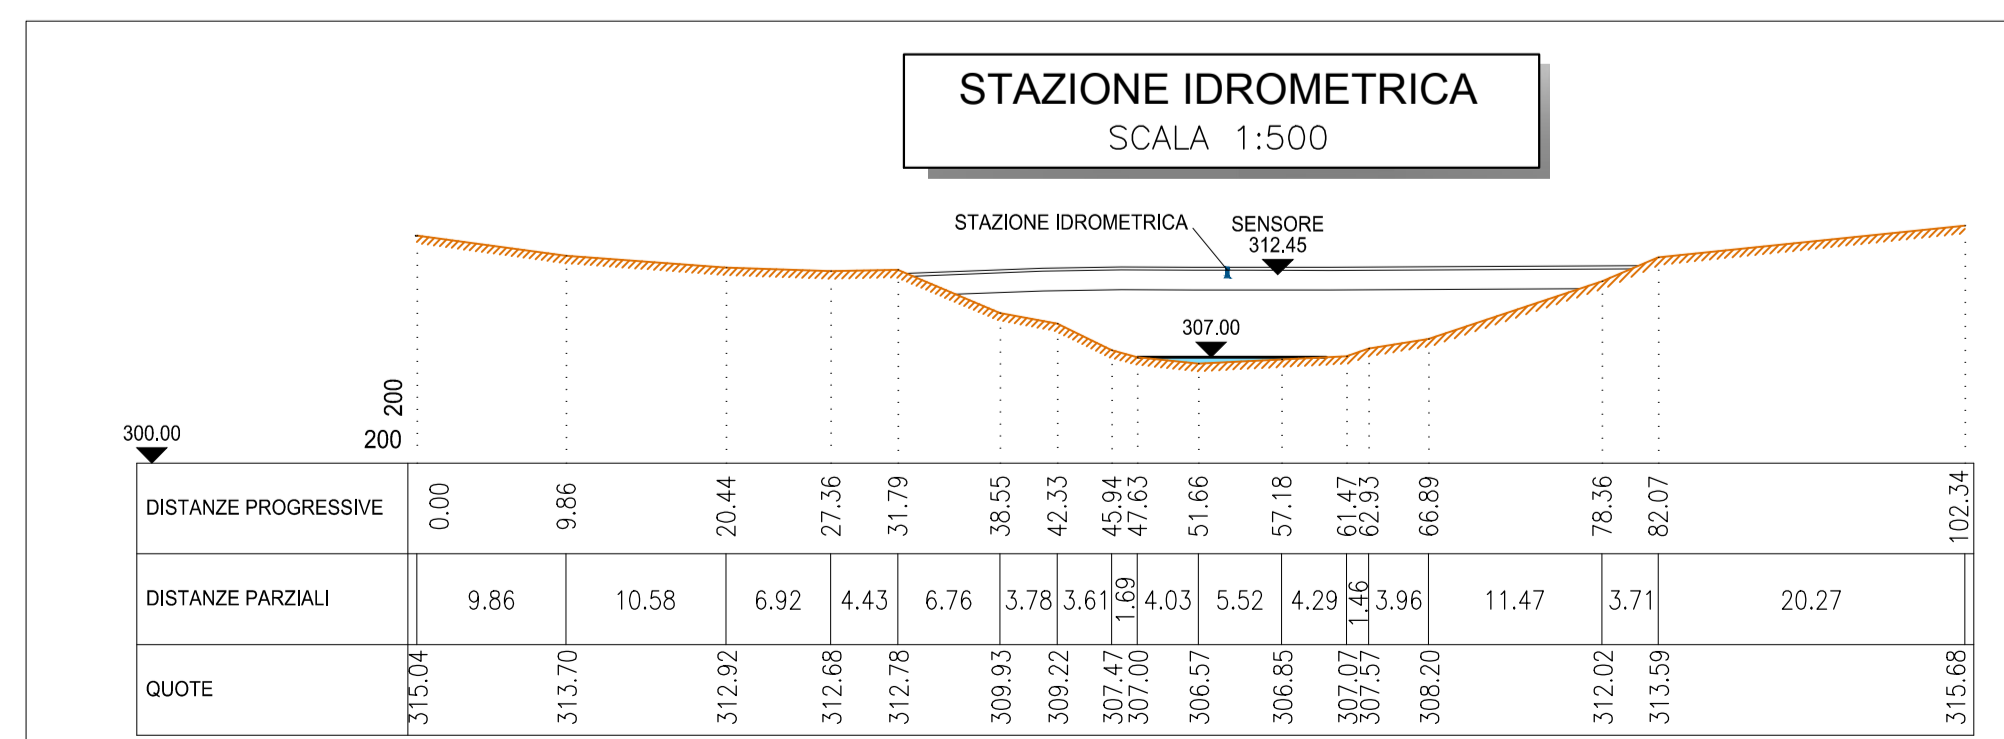 STAZIONE IDROMETRICA
SCALA 1:500
STAZIONE IDROMETRICA
SENSORE
312.45
307.00
200
200
300.00
DISTANZE PROGRESSIVE 0.00 9.86 20.44 27.36 31.79 38.55 42.33 45.94 47.63 51.66 57.18 61.47 62.93 66.89 78.36 82.07 102.34
DISTANZE PARZIALI 9.86 10.58 6.92 4.43 6.76 3.78 3.61 1.69 4.03 5.52 4.29 1.46 3.96 11.47 3.71 20.27
QUOTE 315.04 313.70 312.92 312.68 312.78 309.93 309.22 307.47 307.00 306.57 306.85 307.07 307.57 308.20 312.02 313.59 315.68